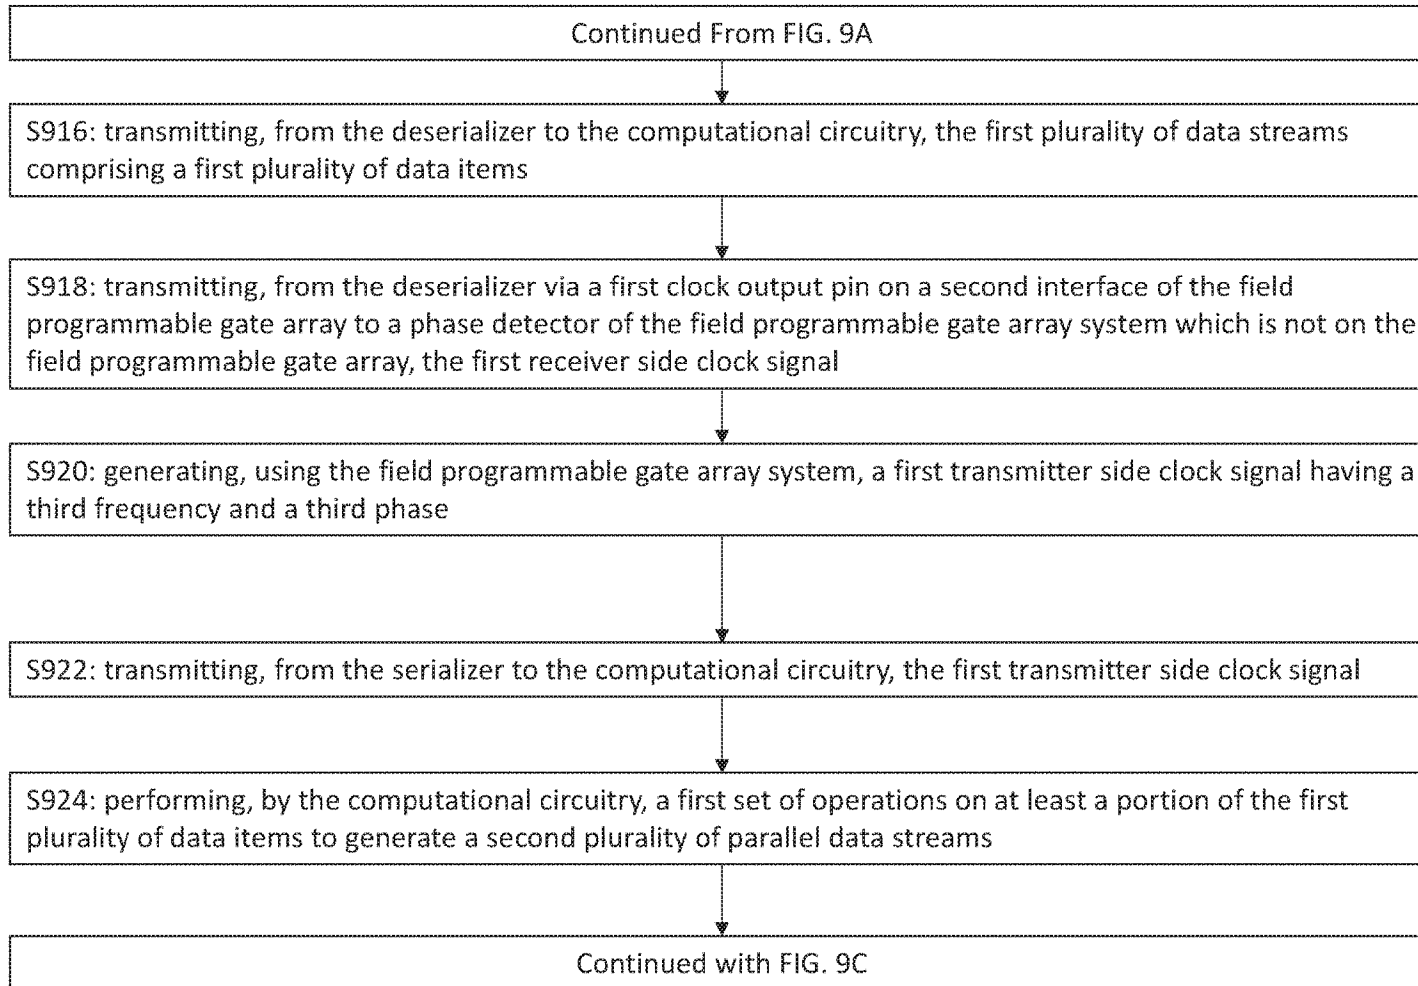 Continued From FIG. 9A
S916: transmitting, from the deserializer to the computational circuitry, the first plurality of data streams
comprising a first plurality of data items
S918: transmitting, from the deserializer via a first clock output pin on a second interface of the field
programmable gate array to a phase detector of the field programmable gate array system which is not on the
field programmable gate array, the first receiver side clock signal
S920: generating, using the field programmable gate array system, a first transmitter side clock signal having a
third frequency and a third phase
S922: transmitting, from the serializer to the computational circuitry, the first transmitter side clock signal
S924: performing, by the computational circuitry, a first set of operations on at least a portion of the first
plurality of data items to generate a second plurality of parallel data streams
Continued with FIG. 9C